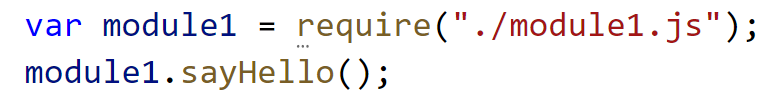 var module1 = require("./module1.js");
module1.sayHello();